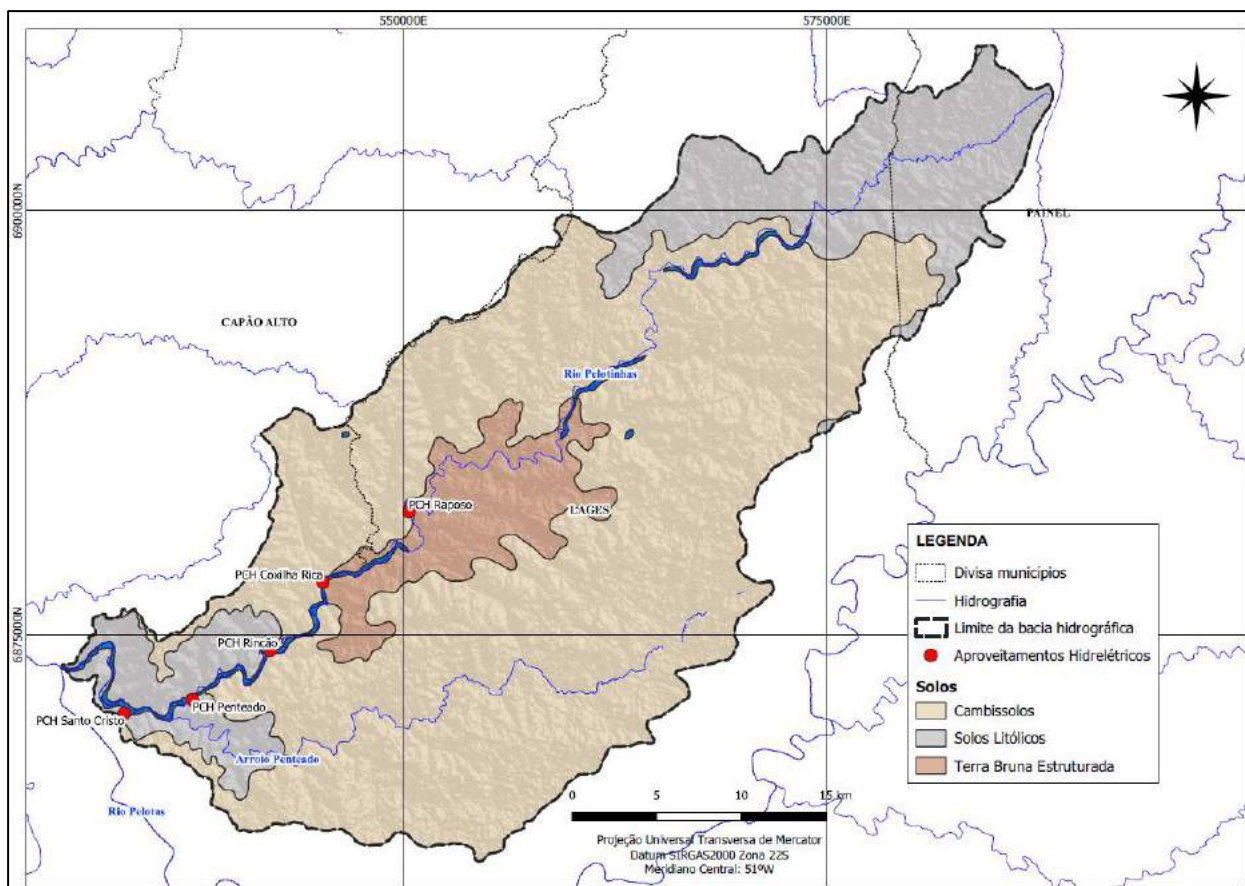 550000E
575000E
6900000N
PAINEL
CAPÃO ALTO
Rio Pelotinhas
PCH Raposo
LAGES
PCH Coxilha Rica
6875000N
PCH Rincão
PCH Penteado
PCH Santo Cristo
Arroio Penteado
Rio Pelotas
LEGENDA
Divisa municípios
Hidrografia
Limite da bacia hidrográfica
Aproveitamentos Hidrelétricos
Solos
Cambissolos
Solos Litólicos
Terra Bruna Estruturada
0 5 10 15 km
Projeção Universal Transversa de Mercator
Datum SIRGAS2000 Zona 22S
Meridiano Central: 51ºW